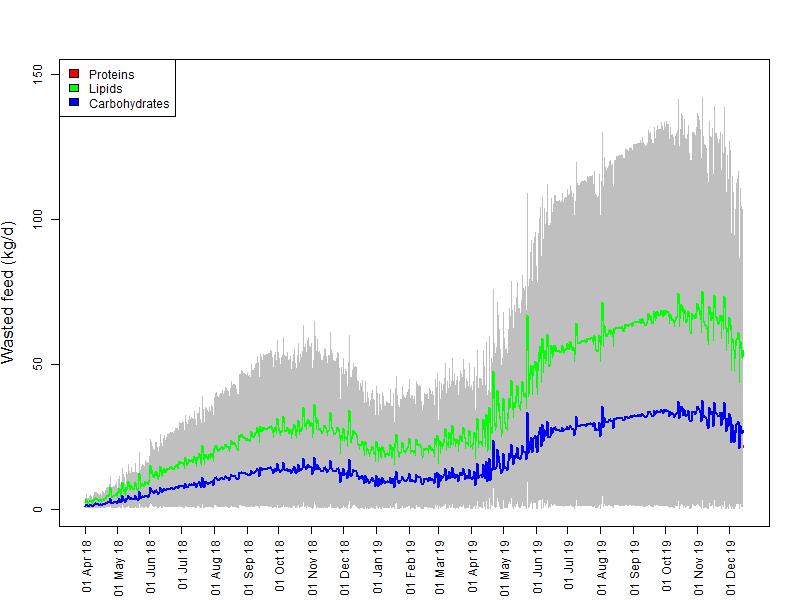 Wasted feed (kg/d)
150
100
50
0
Proteins
Lipids
Carbohydrates
01 Apr 18
01 May 18
01 Jun 18
01 Jul 18
01 Aug 18
01 Sep 18
01 Oct 18
01 Nov 18
01 Dec 18
01 Jan 19
01 Feb 19
01 Mar 19
01 Apr 19
01 May 19
01 Jun 19
01 Jul 19
01 Aug 19
01 Sep 19
01 Oct 19
01 Nov 19
01 Dec 19